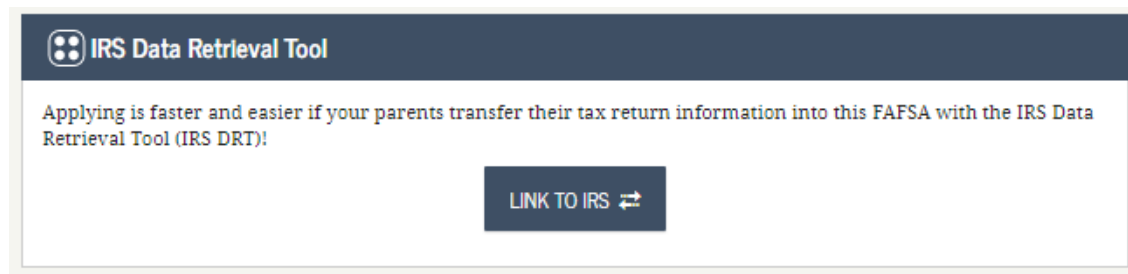 IRS Data Retrieval Tool
Applying is faster and easier if your parents transfer their tax return information into this FAFSA with the IRS Data
Retrieval Tool (IRS DRT)!
LINK TO IRS